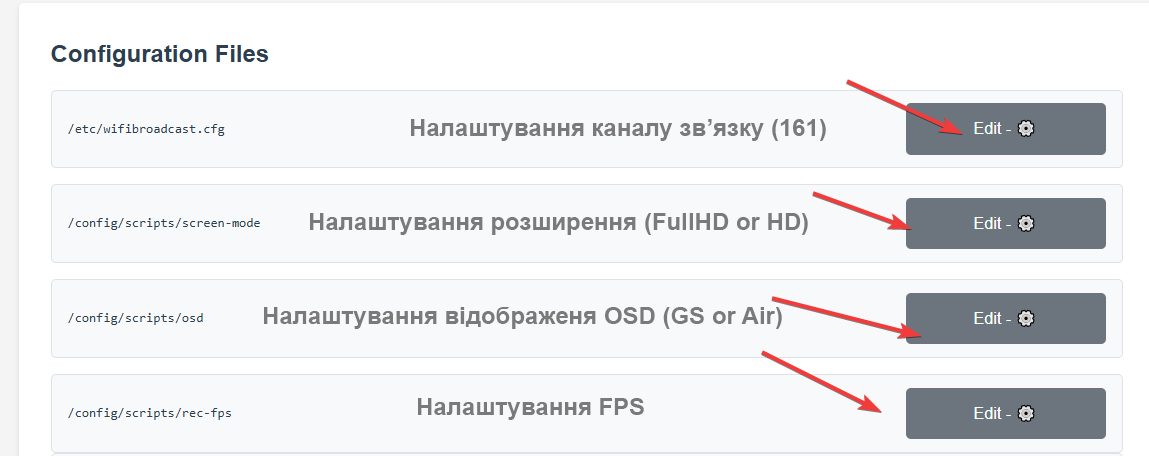 Configuration Files
/etc/wifibroadcast.cfg Налаштування каналу зв’язку (161) Edit - ⚙
/config/scripts/screen-mode Налаштування розширення (FullHD or HD) Edit - ⚙
/config/scripts/osd Налаштування відображеня OSD (GS or Air) Edit - ⚙
/config/scripts/rec-fps Налаштування FPS Edit - ⚙